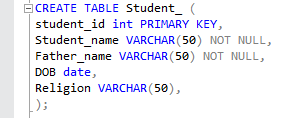 CREATE TABLE Student_ (
student_id int PRIMARY KEY,
Student_name VARCHAR(50) NOT NULL,
Father_name VARCHAR(50) NOT NULL,
DOB date,
Religion VARCHAR(50),
);